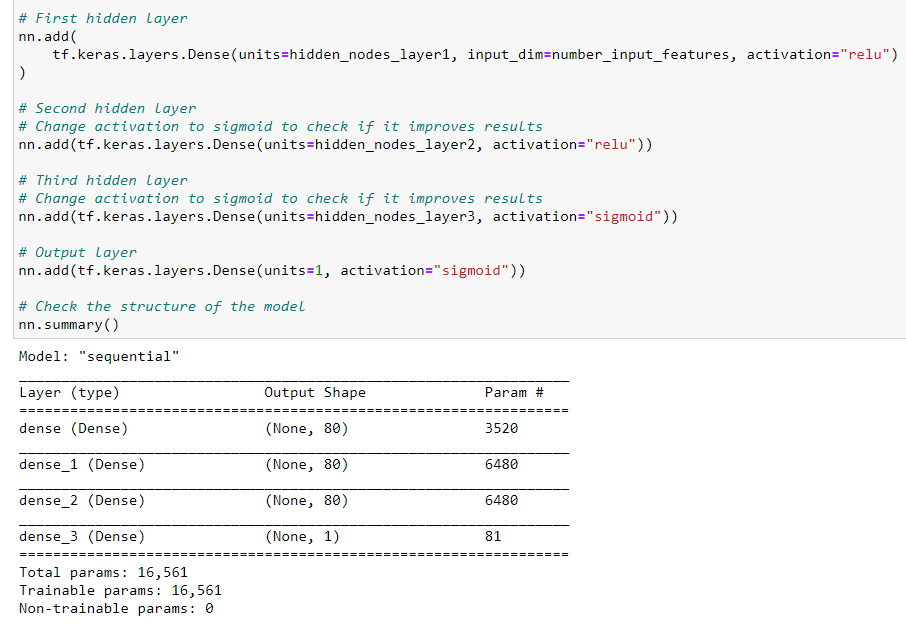 # First hidden layer
nn.add(
    tf.keras.layers.Dense(units=hidden_nodes_layer1, input_dim=number_input_features, activation="relu")
)
# Second hidden layer
# Change activation to sigmoid to check if it improves results
nn.add(tf.keras.layers.Dense(units=hidden_nodes_layer2, activation="relu"))
# Third hidden layer
# Change activation to sigmoid to check if it improves results
nn.add(tf.keras.layers.Dense(units=hidden_nodes_layer3, activation="sigmoid"))
# Output layer
nn.add(tf.keras.layers.Dense(units=1, activation="sigmoid"))
# Check the structure of the model
nn.summary()
Model: "sequential"
_________________________________________________________________
Layer (type)                 Output Shape              Param #
=================================================================
dense (Dense)                (None, 80)                3520
_________________________________________________________________
dense_1 (Dense)              (None, 80)                6480
_________________________________________________________________
dense_2 (Dense)              (None, 80)                6480
_________________________________________________________________
dense_3 (Dense)              (None, 1)                 81
=================================================================
Total params: 16,561
Trainable params: 16,561
Non-trainable params: 0